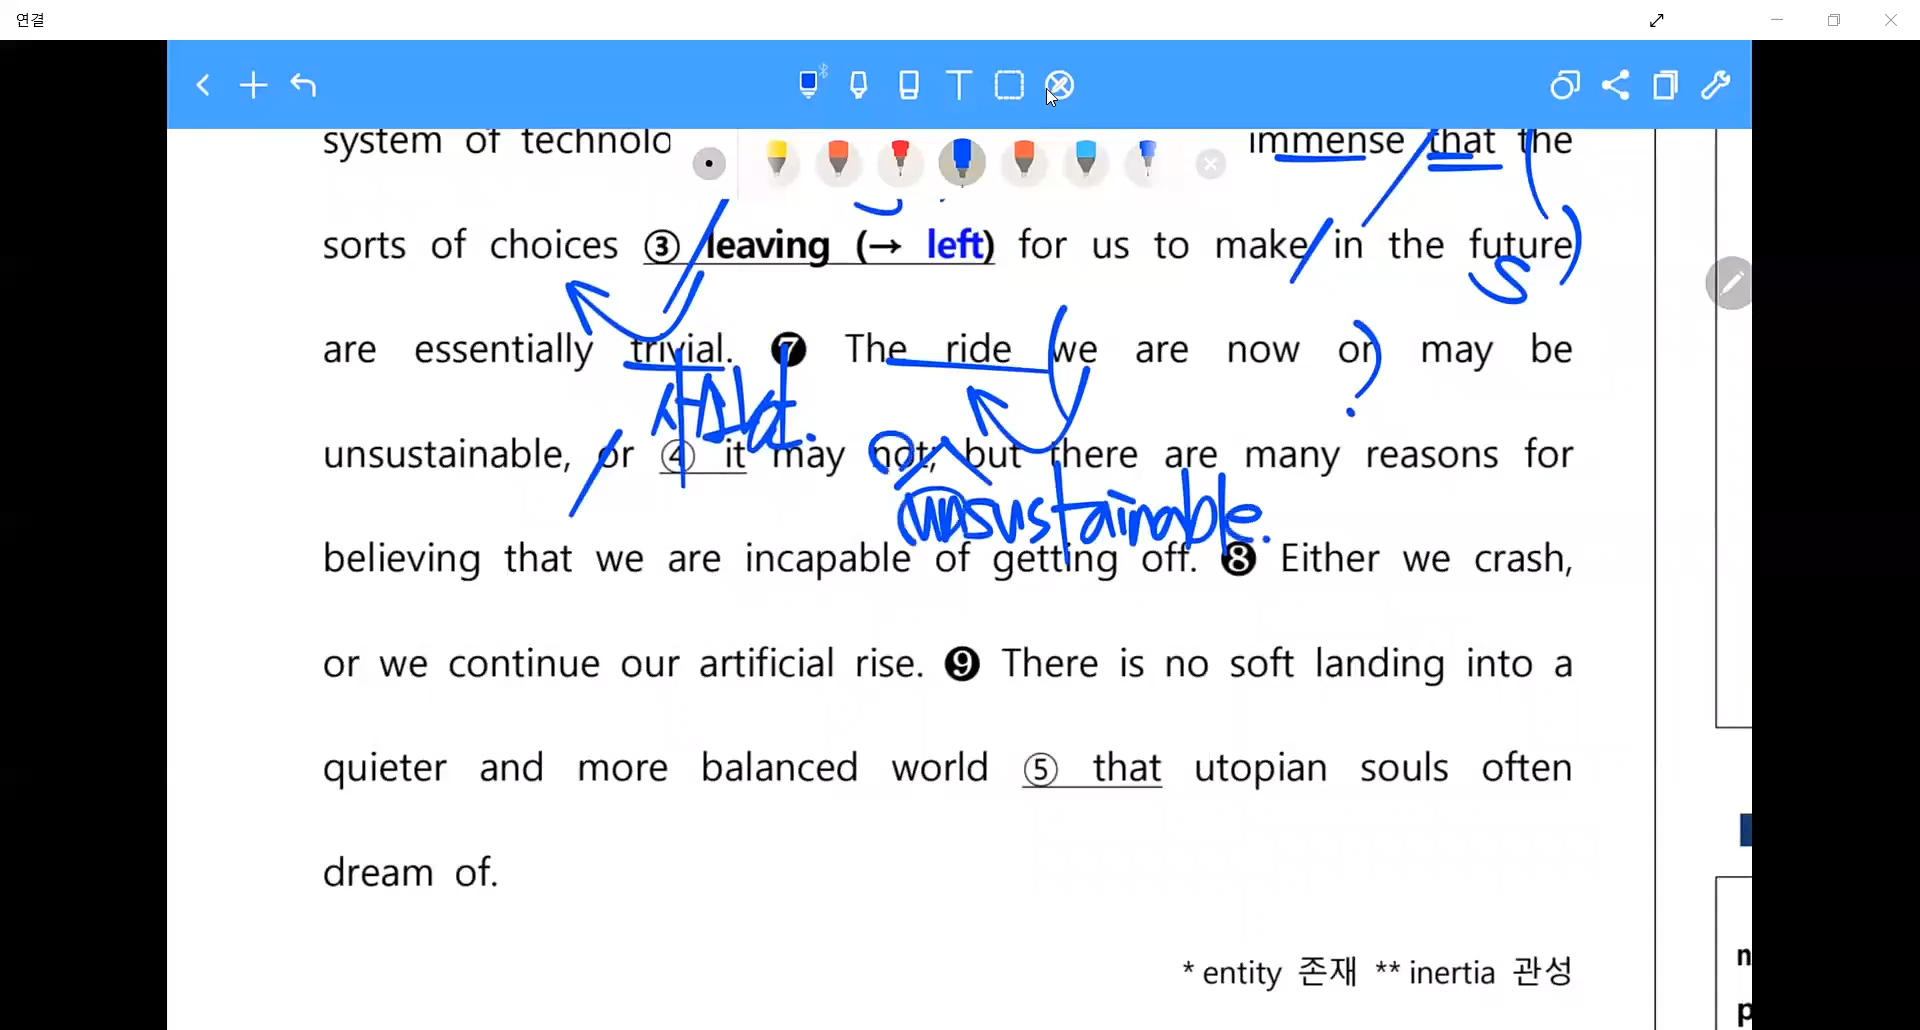 연결
system of technolo immense that the
sorts of choices ③ leaving (→ left) for us to make in the future
S
are essentially trivial. ❼ The ride we are now on may be
?
unsustainable, or ④ it may not; but there are many reasons for
unsustainable.
believing that we are incapable of getting off. ❽ Either we crash,
or we continue our artificial rise. ❾ There is no soft landing into a
quieter and more balanced world ⑤ that utopian souls often
dream of.
* entity 존재 ** inertia 관성
n
p